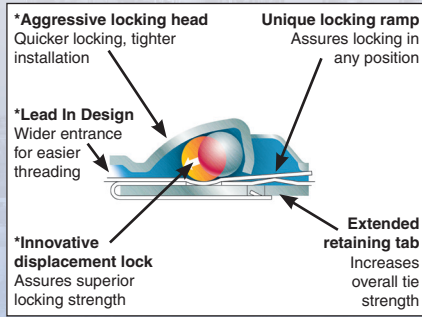 *Aggressive locking head
Quicker locking, tighter
installation
Unique locking ramp
Assures locking in
any position
*Lead In Design
Wider entrance
for easier
threading
*Innovative
displacement lock
Assures superior
locking strength
Extended
retaining tab
Increases
overall tie
strength